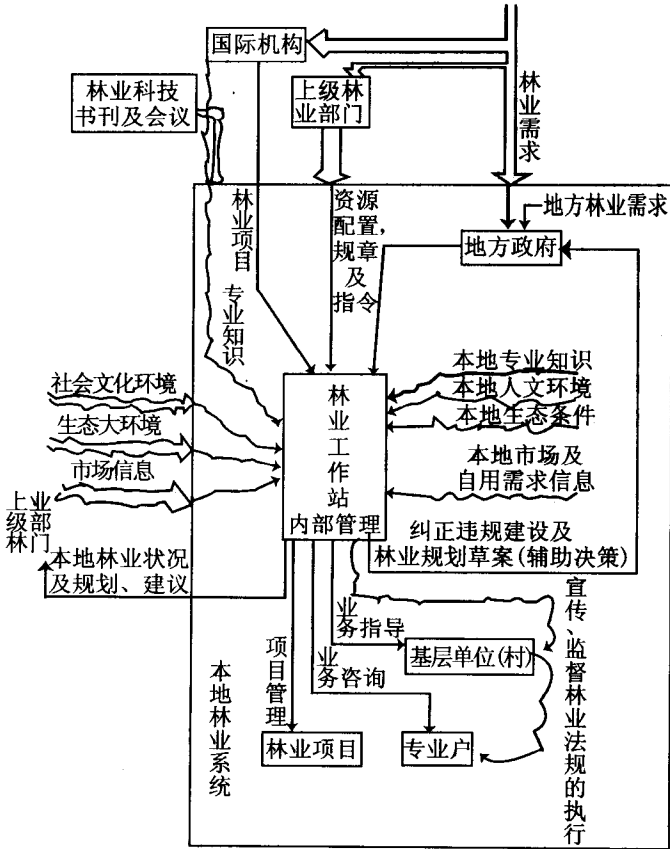 国际机构
林业科技
书刊及会议
上级林
业部门
林业需求
林业项目
资源
配置,
规章
及
指令
地方林业需求
地方政府
专业知识
社会文化环境
生态大环境
市场信息
林业工作站
内部管理
本地专业知识
本地人文环境
本地生态条件
本地市场及
自用需求信息
上级林业部门
本地林业状况
及规划、建议
纠正违规建设及
林业规划草案(辅助决策)
业务指导
业务咨询
项目管理
基层单位(村)
宣传、监督林业法规的执行
本地林业系统
林业项目
专业户